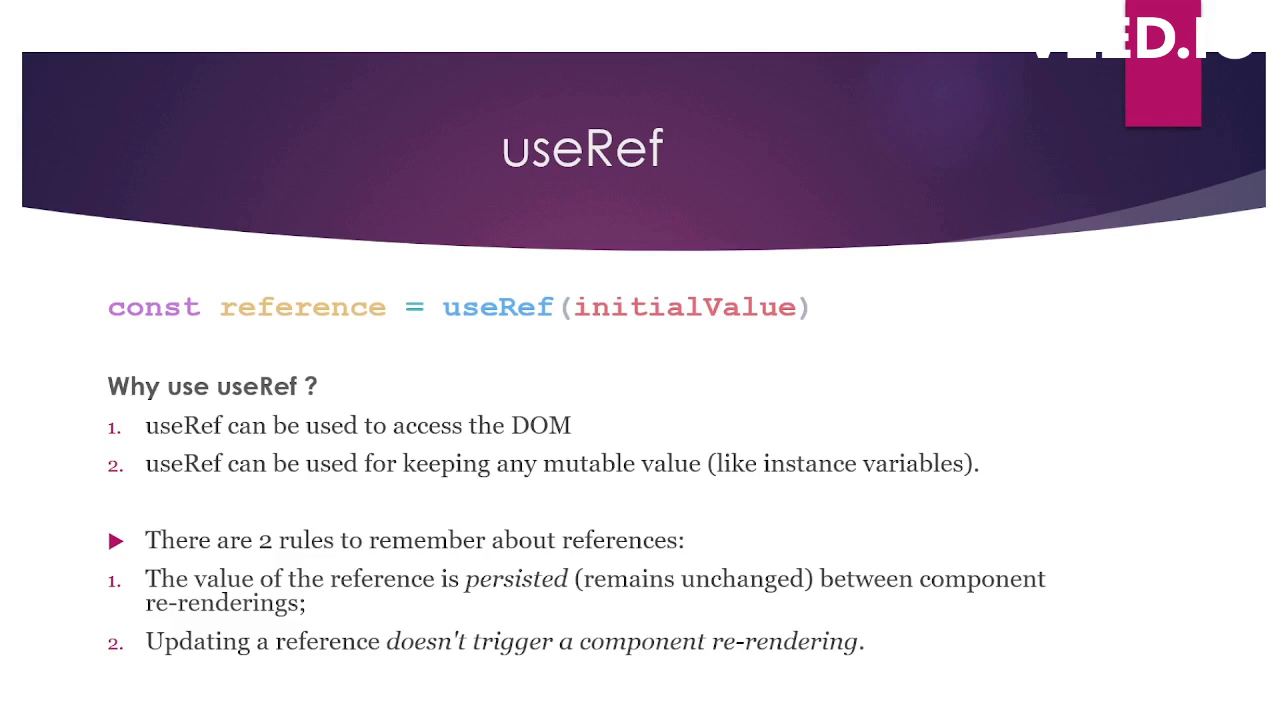 useRef
const reference = useRef(initialValue)
Why use useRef ?
1. useRef can be used to access the DOM
2. useRef can be used for keeping any mutable value (like instance variables).
There are 2 rules to remember about references:
1. The value of the reference is persisted (remains unchanged) between component
re-renderings;
2. Updating a reference doesn't trigger a component re-rendering.